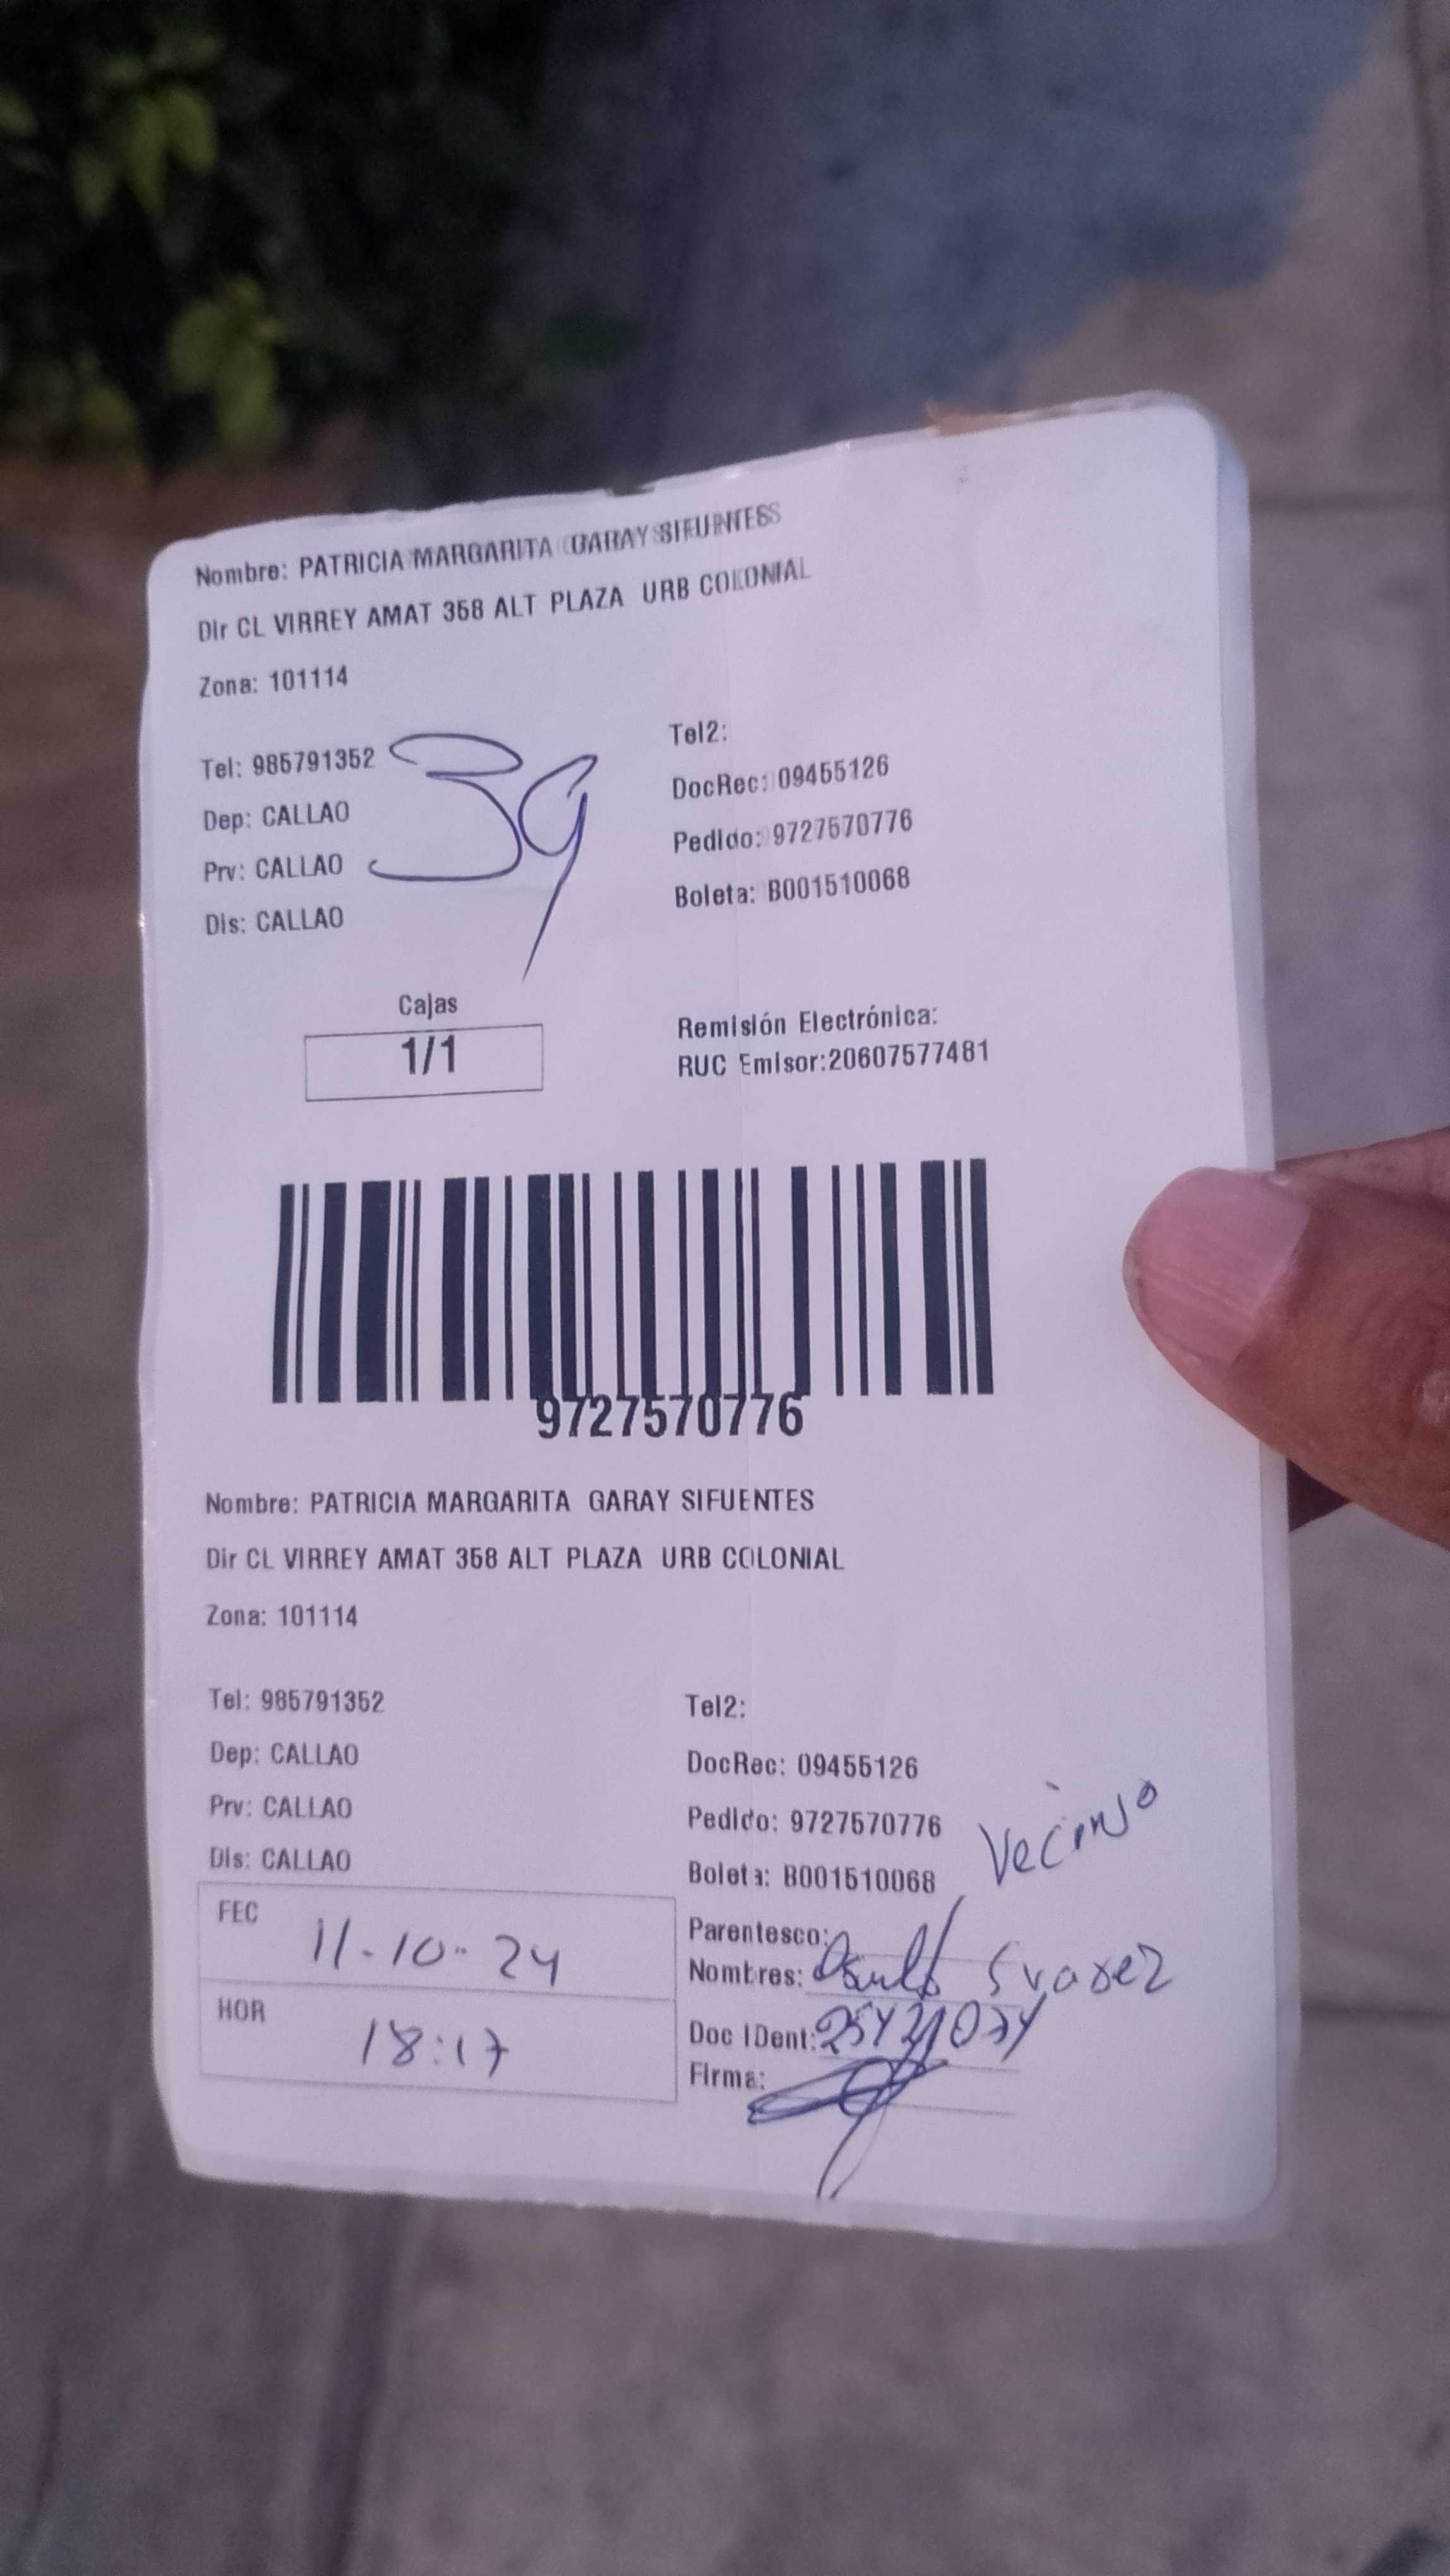 Nombre: PATRICIA MARGARITA GARAY SIFUENTES
Dir CL VIRREY AMAT 358 ALT PLAZA URB COLONIAL
Zona: 101114
Tel: 985791352
39
Tel2:
Dep: CALLAO
DocRec: 09455126
Prv: CALLAO
Pedido: 9727570776
Dis: CALLAO
Boleta: B001510068
Cajas
1/1
Remisión Electrónica:
RUC Emisor:20607577481
9727570776
Nombre: PATRICIA MARGARITA GARAY SIFUENTES
Dir CL VIRREY AMAT 358 ALT PLAZA URB COLONIAL
Zona: 101114
Tel: 985791352
Tel2:
Dep: CALLAO
DocRec: 09455126
Prv: CALLAO
Pedido: 9727570776
Dis: CALLAO
Boleta: B001510068
Vecino
FEC 11-10-24
Parentesco:
Nombres: Suarez
HOR 18:17
Doc IDent:
Firma: